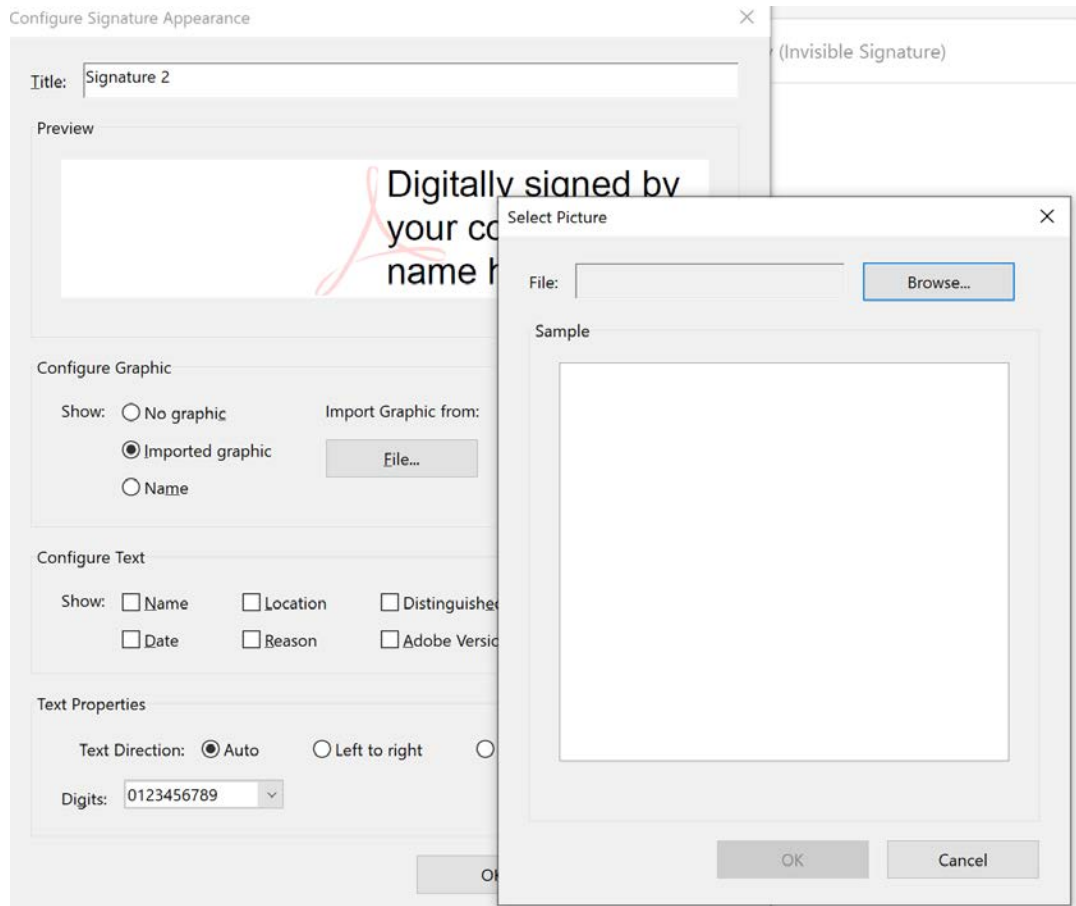 Configure Signature Appearance
(Invisible Signature)
Title: Signature 2
Preview
Digitally signed by
your co
name h
Configure Graphic
Show: No graphic
Imported graphic
Name
Import Graphic from:
File...
Configure Text
Show: Name Location Distinguished
Date Reason Adobe Versio
Text Properties
Text Direction: Auto Left to right
Digits: 0123456789
OK
Select Picture
File: Browse...
Sample
OK Cancel